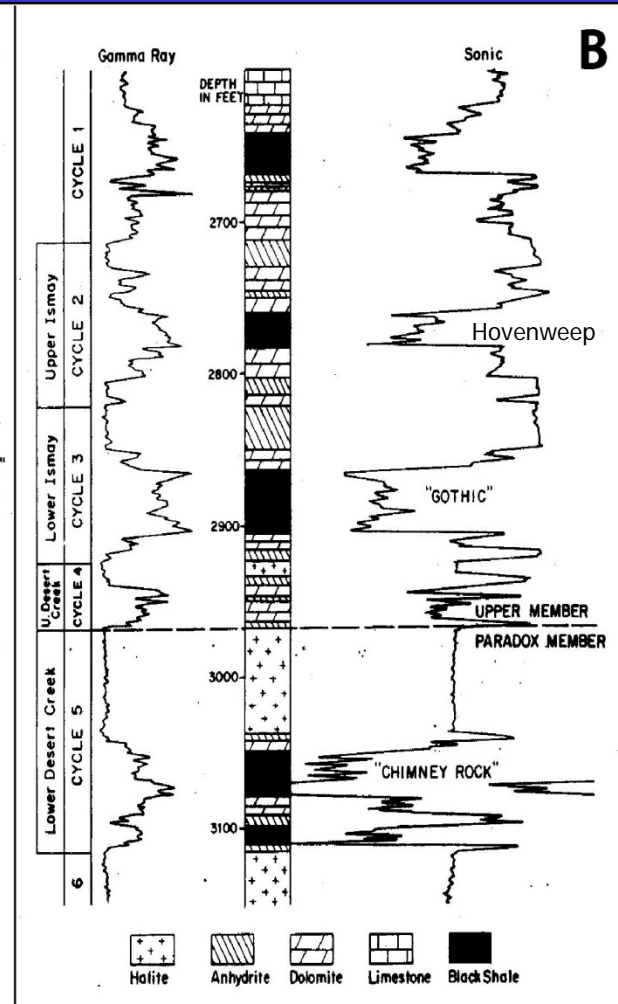 B
Gamma Ray
Sonic
DEPTH
IN FEET
CYCLE 1
2700
Upper Ismay
CYCLE 2
Hovenweep
2800
Lower Ismay
CYCLE 3
"GOTHIC"
2900
U. Desert
Creek
CYCLE 4
UPPER MEMBER
PARADOX MEMBER
3000
Lower Desert Creek
CYCLE 5
"CHIMNEY ROCK"
3100
6
Halite
Anhydrite
Dolomite
Limestone
Black Shale